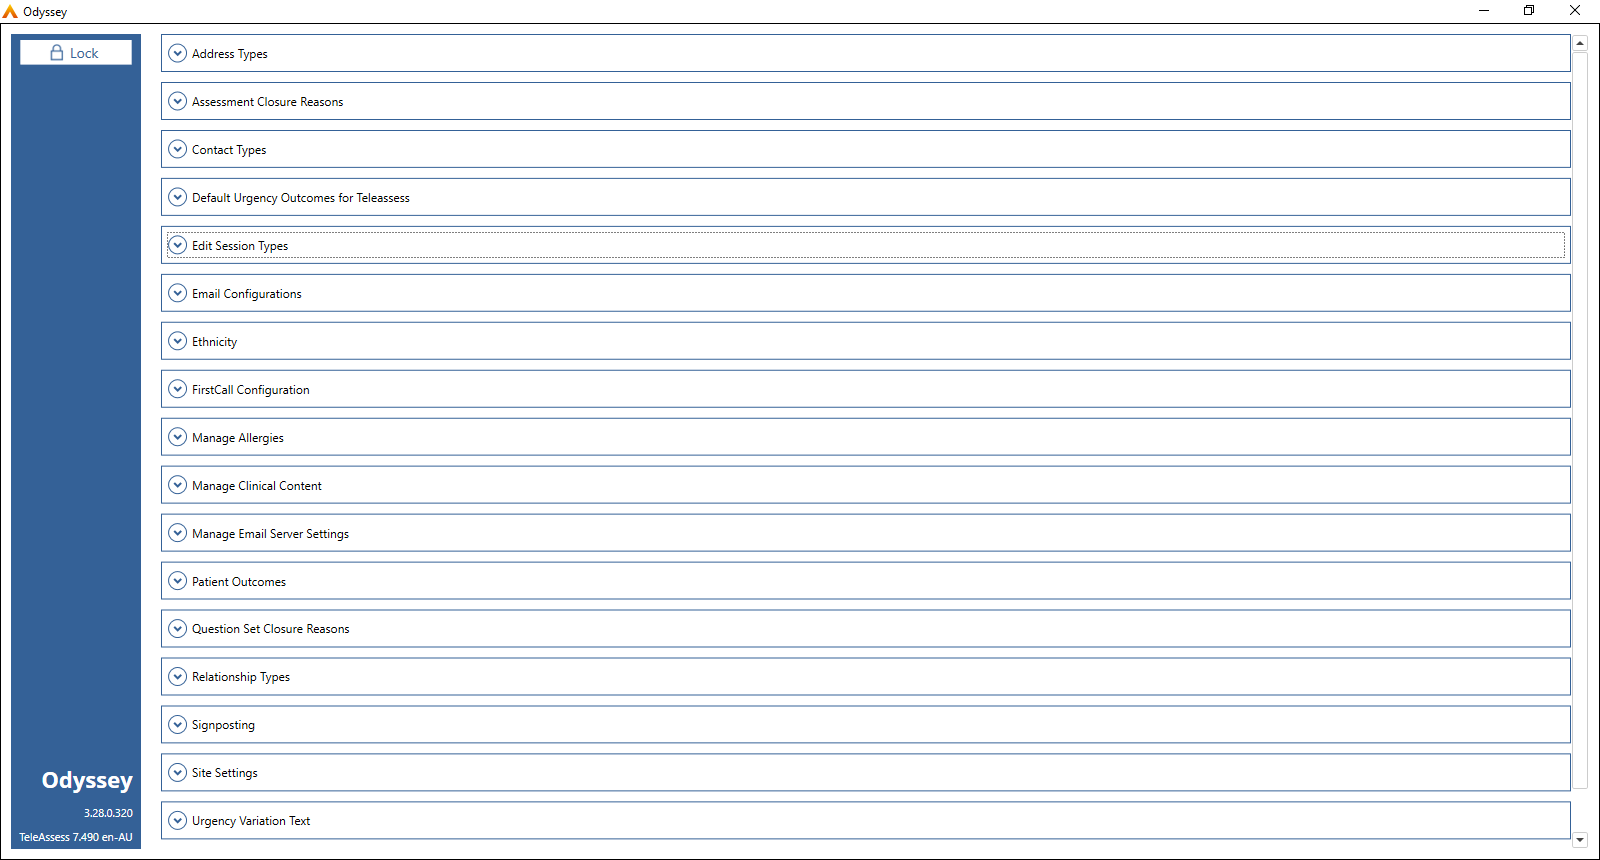 Odyssey
Lock
Address Types
Assessment Closure Reasons
Contact Types
Default Urgency Outcomes for Teleassess
Edit Session Types
Email Configurations
Ethnicity
FirstCall Configuration
Manage Allergies
Manage Clinical Content
Manage Email Server Settings
Patient Outcomes
Question Set Closure Reasons
Relationship Types
Signposting
Site Settings
Urgency Variation Text
Odyssey
3.28.0.320
TeleAssess 7.490 en-AU